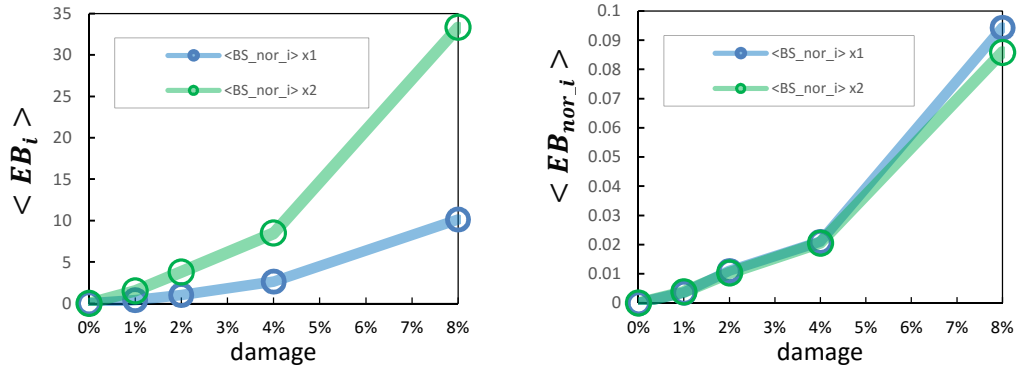 35
30
25
20
15
10
5
0
<BS_nor_i> x1
<BS_nor_i> x2
< EB_i >
0% 1% 2% 3% 4% 5% 6% 7% 8%
damage
0.1
0.09
0.08
0.07
0.06
0.05
0.04
0.03
0.02
0.01
0
<BS_nor_i> x1
<BS_nor_i> x2
< EB_nor_i >
0% 1% 2% 3% 4% 5% 6% 7% 8%
damage